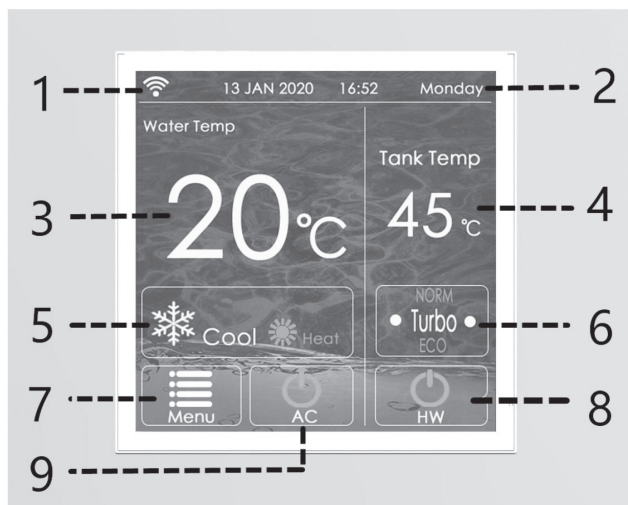 1
13 JAN 2020 16:52 Monday
2
Water Temp
Tank Temp
3
20°C
45°C
4
5
Cool
Heat
NORM
• Turbo •
ECO
6
7
Menu
AC
HW
8
9